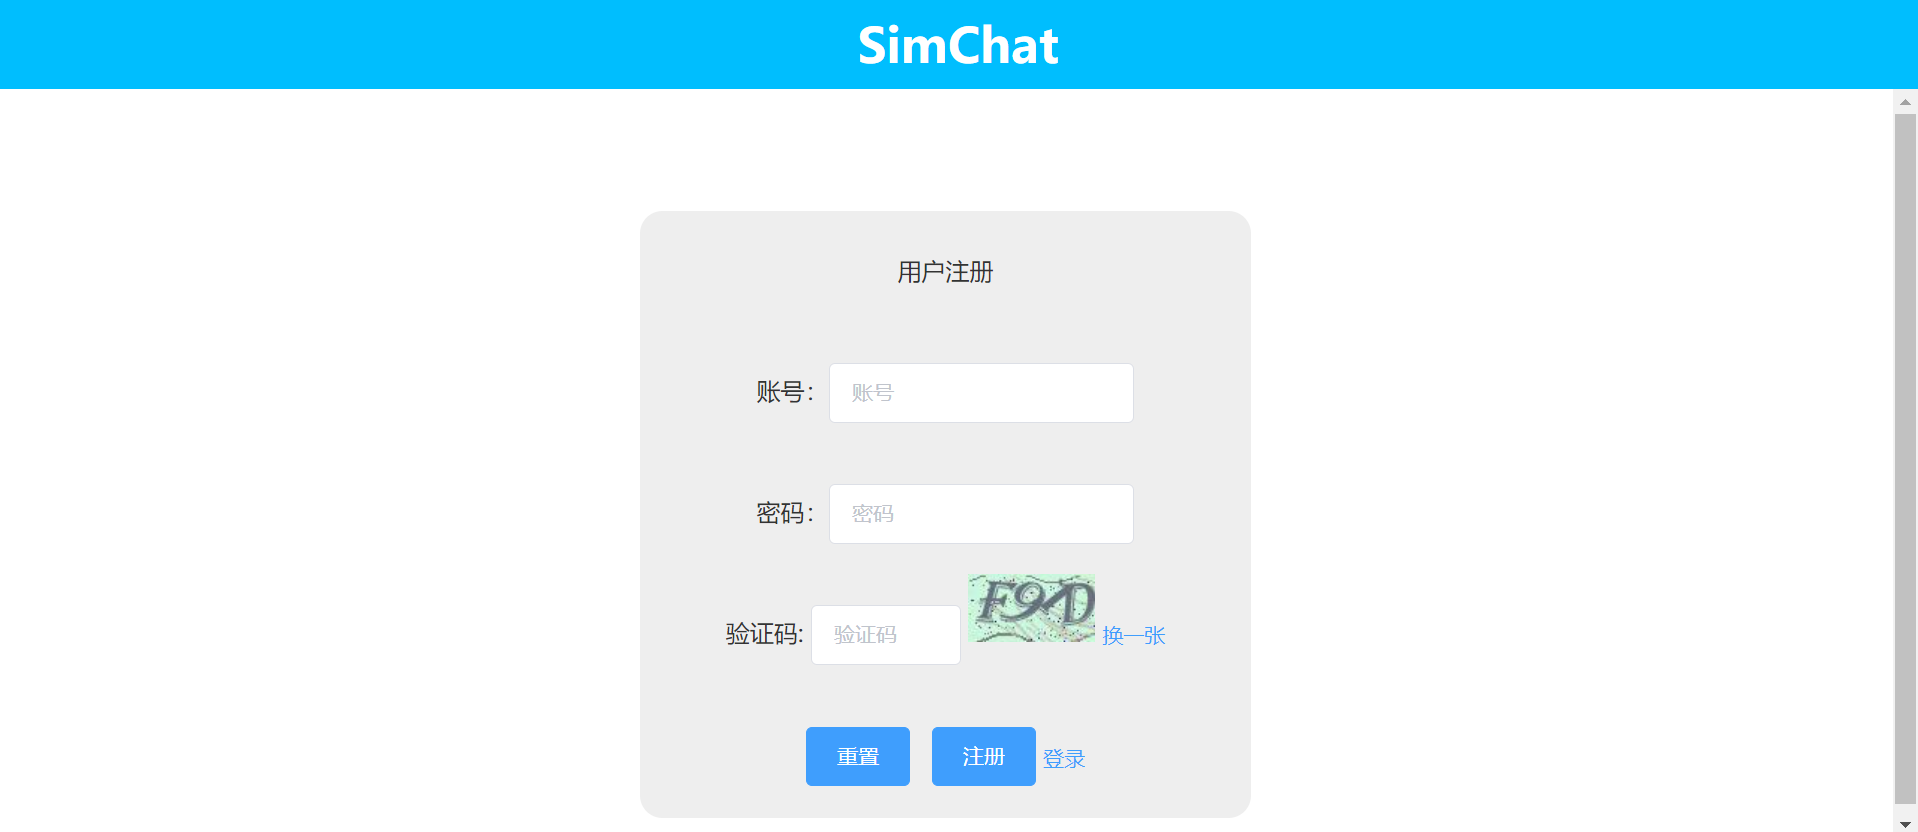 SimChat
用户注册
账号： 账号
密码： 密码
验证码: 验证码 换一张
重置 注册 登录